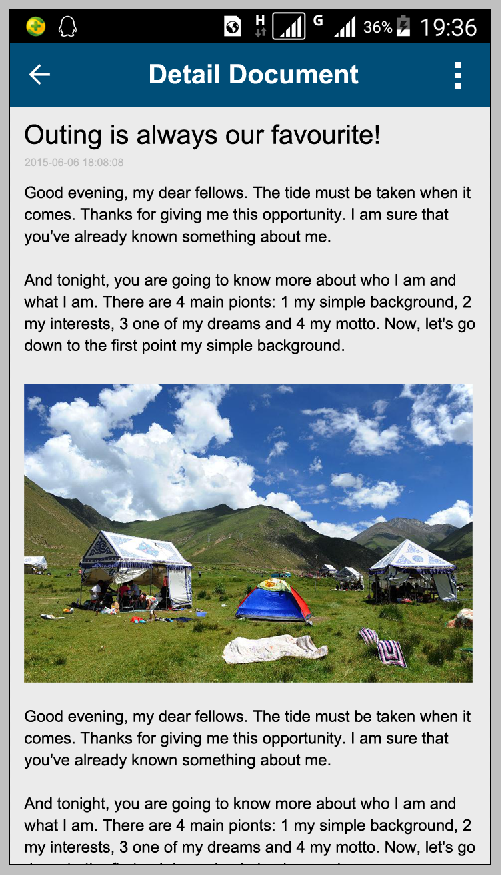 H G 36% 19:36
Detail Document
Outing is always our favourite!
2015-06-06 18:08:08
Good evening, my dear fellows. The tide must be taken when it
comes. Thanks for giving me this opportunity. I am sure that
you've already known something about me.
And tonight, you are going to know more about who I am and
what I am. There are 4 main pionts: 1 my simple background, 2
my interests, 3 one of my dreams and 4 my motto. Now, let's go
down to the first point my simple background.
Good evening, my dear fellows. The tide must be taken when it
comes. Thanks for giving me this opportunity. I am sure that
you've already known something about me.
And tonight, you are going to know more about who I am and
what I am. There are 4 main pionts: 1 my simple background, 2
my interests, 3 one of my dreams and 4 my motto. Now, let's go